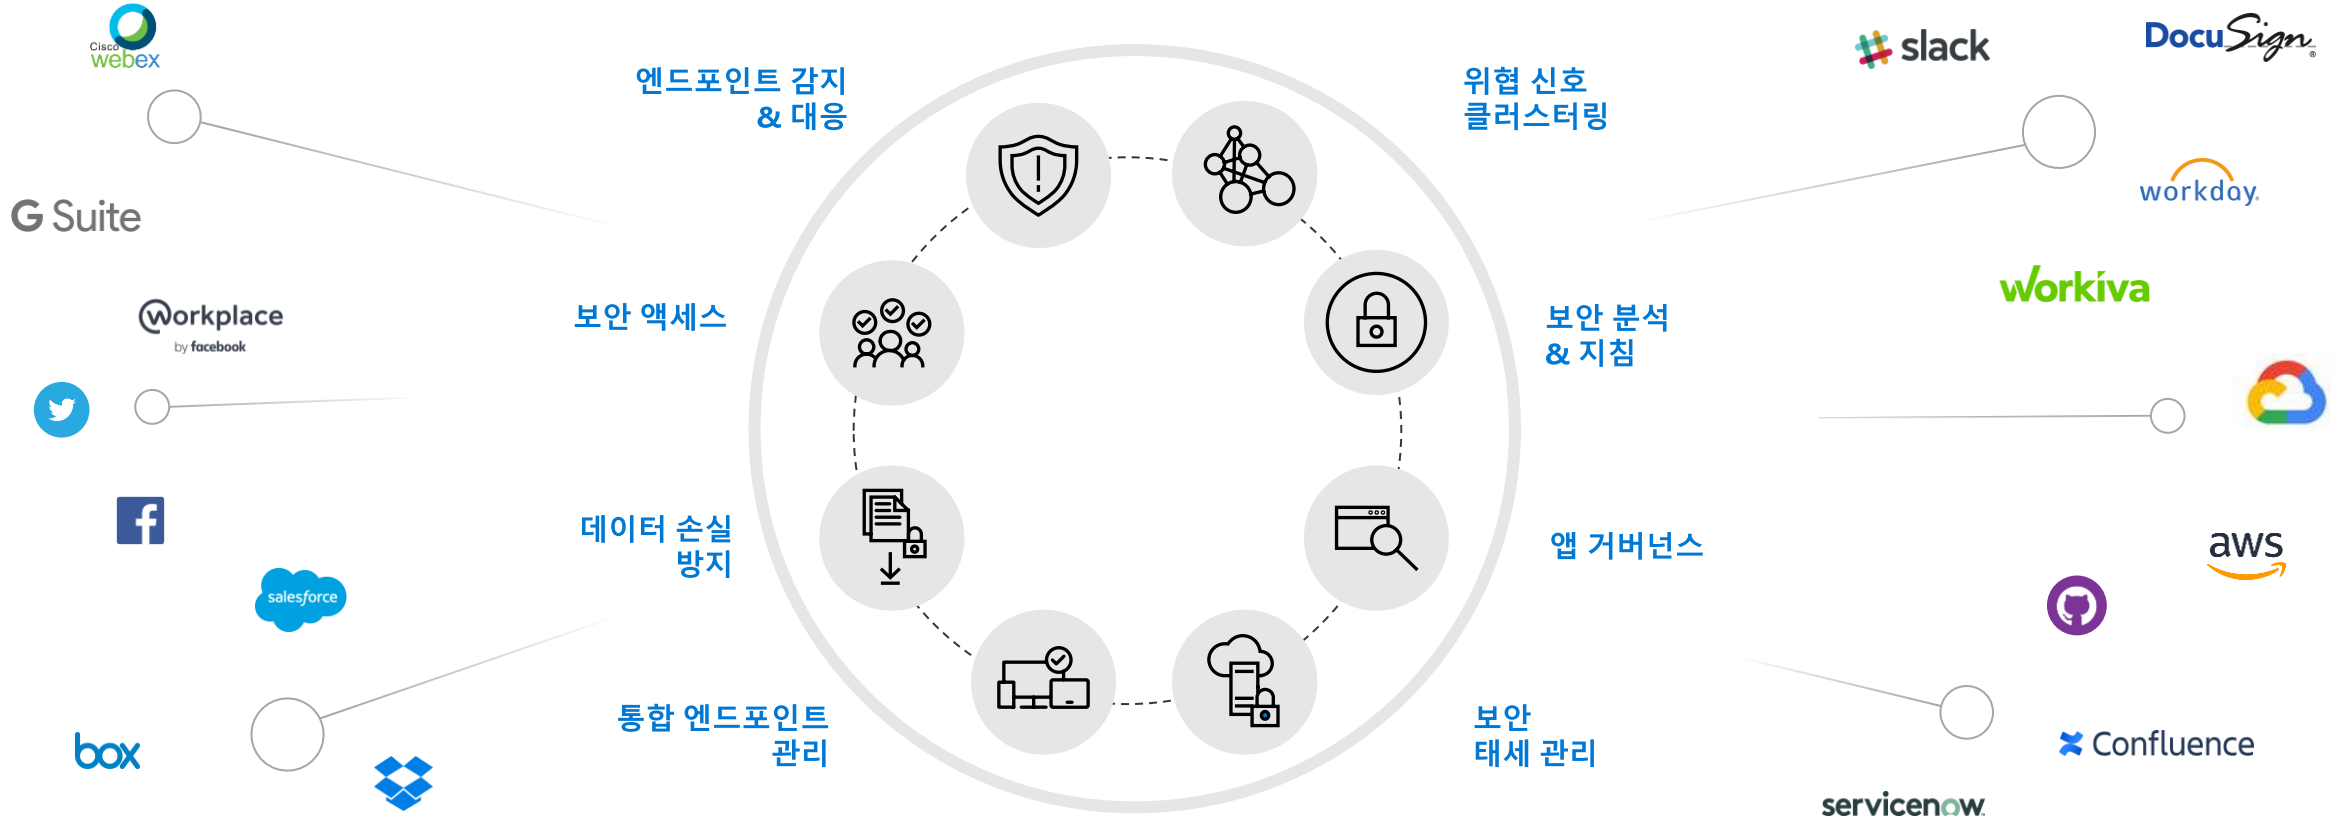 Cisco
webex
G Suite
workplace
by facebook
salesforce
box
엔드포인트 감지
& 대응
보안 액세스
데이터 손실
방지
통합 엔드포인트
관리
위협 신호
클러스터링
보안 분석
& 지침
앱 거버넌스
보안
태세 관리
slack
DocuSign®
workday®
workiva
aws
Confluence
servicenow